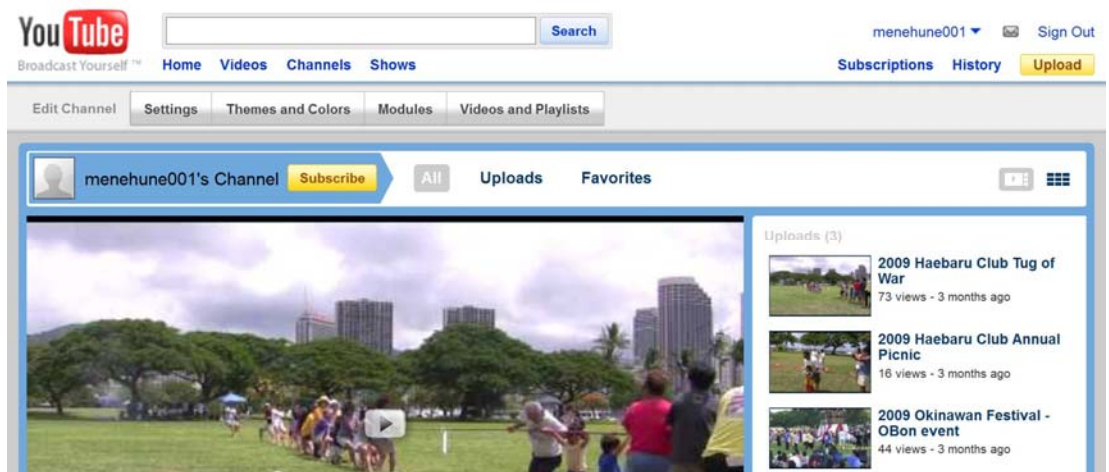 YouTube
Broadcast Yourself ™
Search
menehune001 Sign Out
Home Videos Channels Shows
Subscriptions History Upload
Edit Channel Settings Themes and Colors Modules Videos and Playlists
menehune001's Channel Subscribe All Uploads Favorites
Uploads (3)
2009 Haebaru Club Tug of
War
73 views - 3 months ago
2009 Haebaru Club Annual
Picnic
16 views - 3 months ago
2009 Okinawan Festival -
OBon event
44 views - 3 months ago